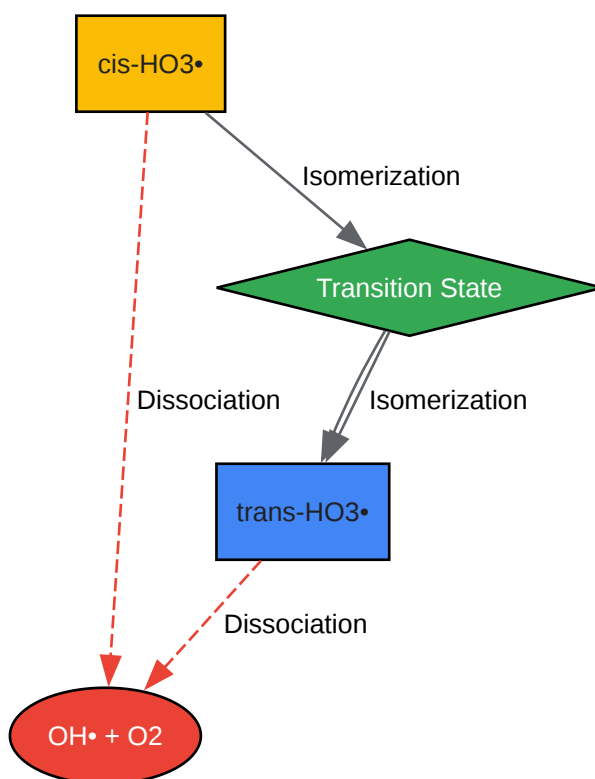 cis-HO3•
Isomerization
Transition State
Dissociation
Isomerization
trans-HO3•
Dissociation
OH• + O2